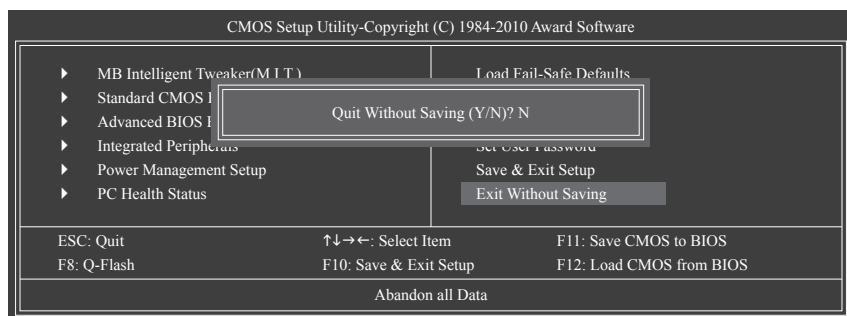 CMOS Setup Utility-Copyright (C) 1984-2010 Award Software
MB Intelligent Tweaker(M.I.T.)
Standard CMOS
Advanced BIOS
Integrated Peripherals
Power Management Setup
PC Health Status
Load Fail-Safe Defaults
Set User Password
Save & Exit Setup
Exit Without Saving
Quit Without Saving (Y/N)? N
ESC: Quit
↑↓→←: Select Item
F11: Save CMOS to BIOS
F8: Q-Flash
F10: Save & Exit Setup
F12: Load CMOS from BIOS
Abandon all Data